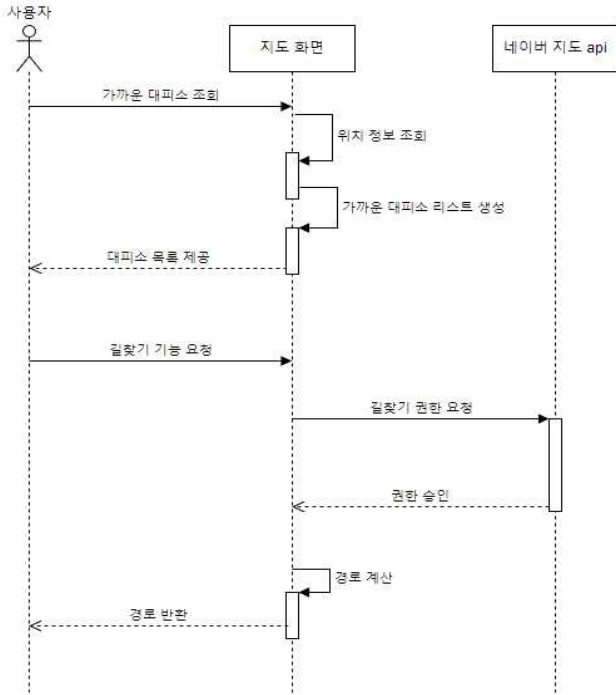 사용자
지도 화면
네이버 지도 api
가까운 대피소 조회
위치 정보 조회
가까운 대피소 리스트 생성
대피소 목록 제공
길찾기 기능 요청
길찾기 권한 요청
권한 승인
경로 계산
경로 반환